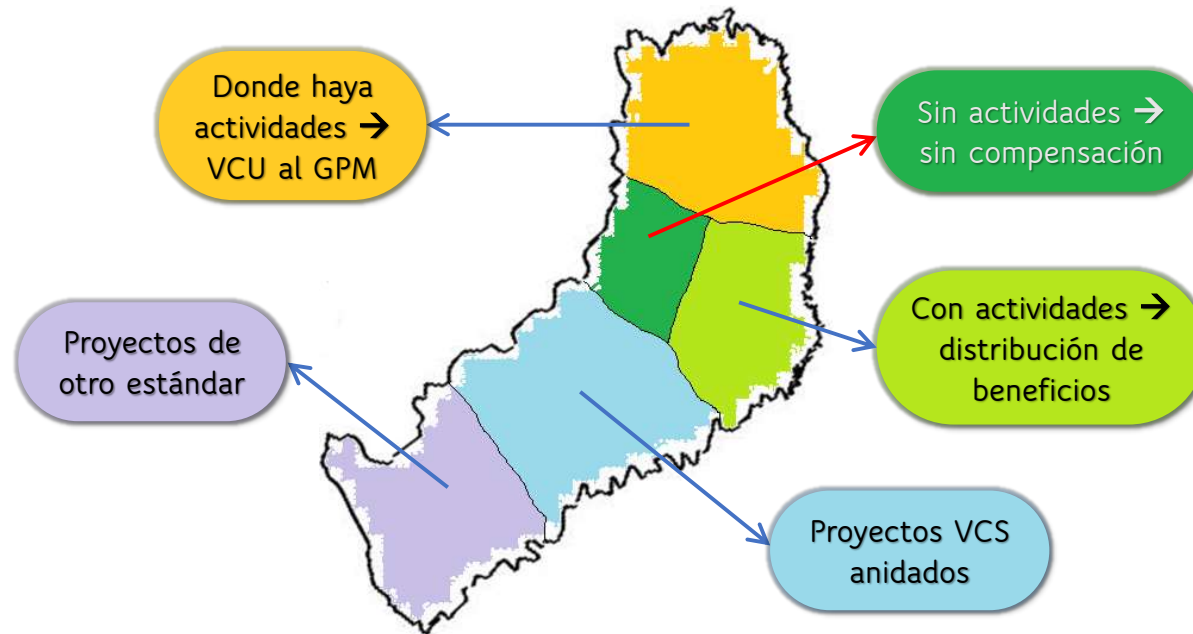 Donde haya
actividades →
VCU al GPM
Sin actividades →
sin compensación
Proyectos de
otro estándar
Con actividades →
distribución de
beneficios
Proyectos VCS
anidados